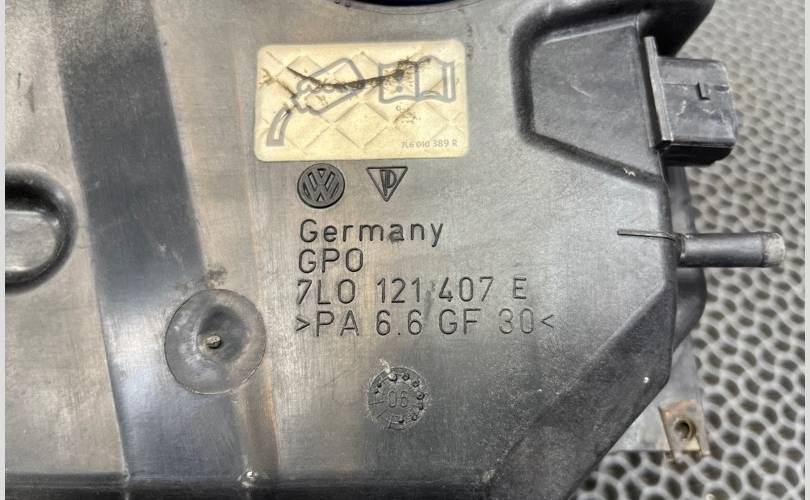 7L6 010 389 R
Germany
GPO
7L0 121 407 E
>PA 6.6 GF 30<
06